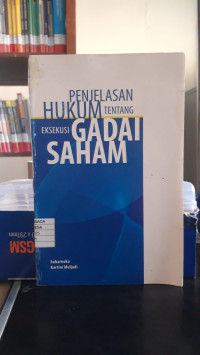 PENJELASAN
HUKUM TENTANG
EKSEKUSI GADAI
SAHAM
Suharnoko
Kartini Muljadi